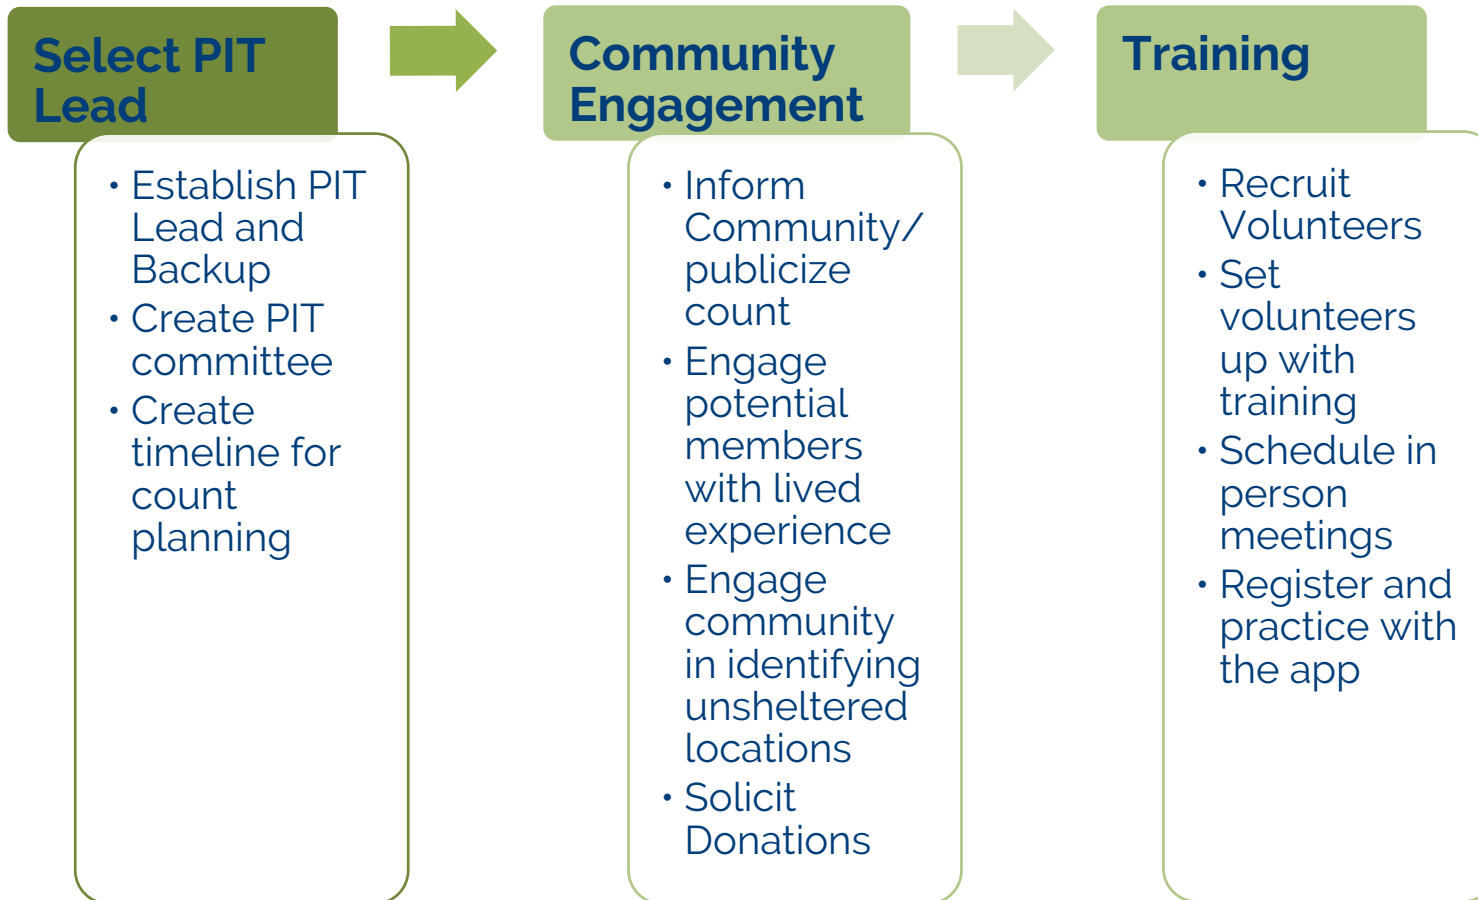 Select PIT
Lead
• Establish PIT
Lead and
Backup
• Create PIT
committee
• Create
timeline for
count
planning
Community
Engagement
• Inform
Community/
publicize
count
• Engage
potential
members
with lived
experience
• Engage
community
in identifying
unsheltered
locations
• Solicit
Donations
Training
• Recruit
Volunteers
• Set
volunteers
up with
training
• Schedule in
person
meetings
• Register and
practice with
the app